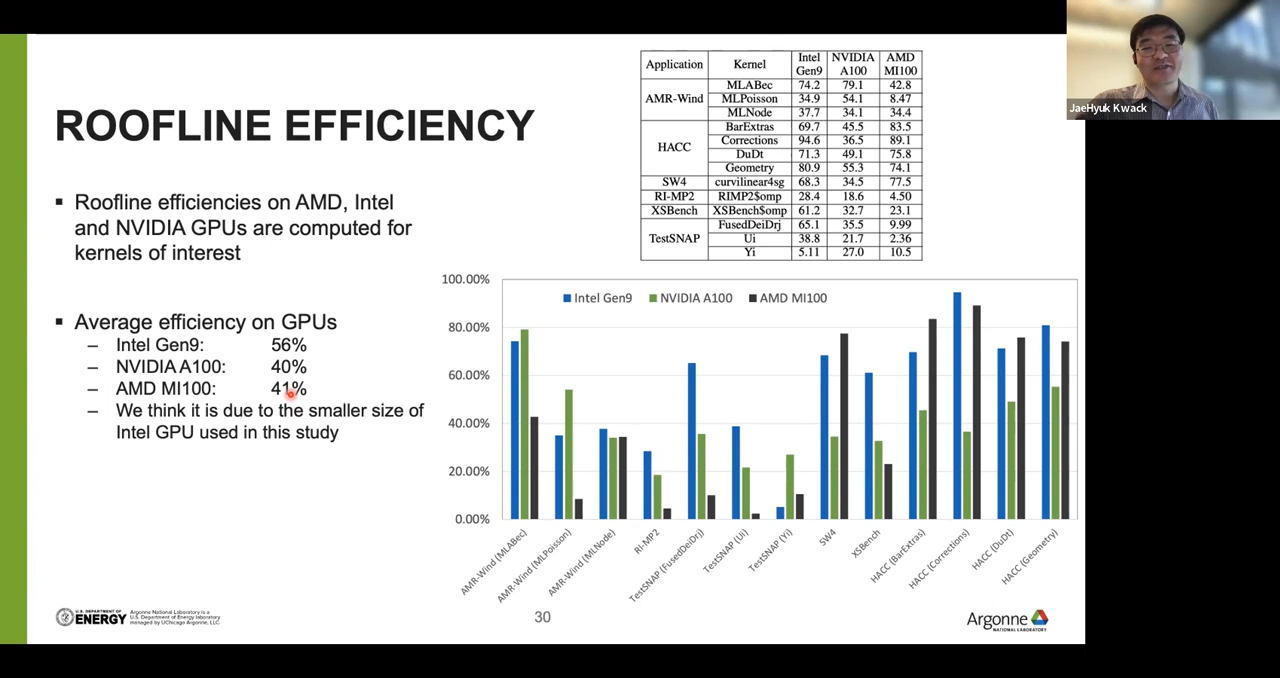 JaeHyuk Kwack
ROOFLINE EFFICIENCY
▪ Roofline efficiencies on AMD, Intel
and NVIDIA GPUs are computed for
kernels of interest
▪ Average efficiency on GPUs
– Intel Gen9: 56%
– NVIDIA A100: 40%
– AMD MI100: 41%
– We think it is due to the smaller size of
Intel GPU used in this study
Application Kernel Intel Gen9 NVIDIA A100 AMD MI100
AMR-Wind MLABec 74.2 79.1 42.8
MLPoisson 34.9 54.1 8.47
MLNode 37.7 34.1 34.4
HACC BarExtras 69.7 45.5 83.5
Corrections 94.6 36.5 89.1
DuDt 71.3 49.1 75.8
Geometry 80.9 55.3 74.1
SW4 curvilinear4sg 68.3 34.5 77.5
RI-MP2 RIMP2$omp 28.4 18.6 4.50
XSBench XSBench$omp 61.2 32.7 23.1
TestSNAP FusedDeiDrj 65.1 35.5 9.99
Ui 38.8 21.7 2.36
Yi 5.11 27.0 10.5
Intel Gen9 NVIDIA A100 AMD MI100
100.00%
80.00%
60.00%
40.00%
20.00%
0.00%
AMR-Wind (MLABec)
AMR-Wind (MLPoisson)
AMR-Wind (MLNode)
RI-MP2
TestSNAP (FusedDeiDrj)
TestSNAP (Ui)
TestSNAP (Yi)
SW4
XSBench
HACC (BarExtras)
HACC (Corrections)
HACC (DuDt)
HACC (Geometry)
U.S. DEPARTMENT OF
ENERGY
Argonne National Laboratory is a
U.S. Department of Energy laboratory
managed by UChicago Argonne, LLC.
30
Argonne
NATIONAL LABORATORY